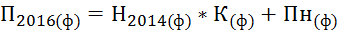 П2016(ф) = Н2014(ф) * К(ф) + Пн(ф)